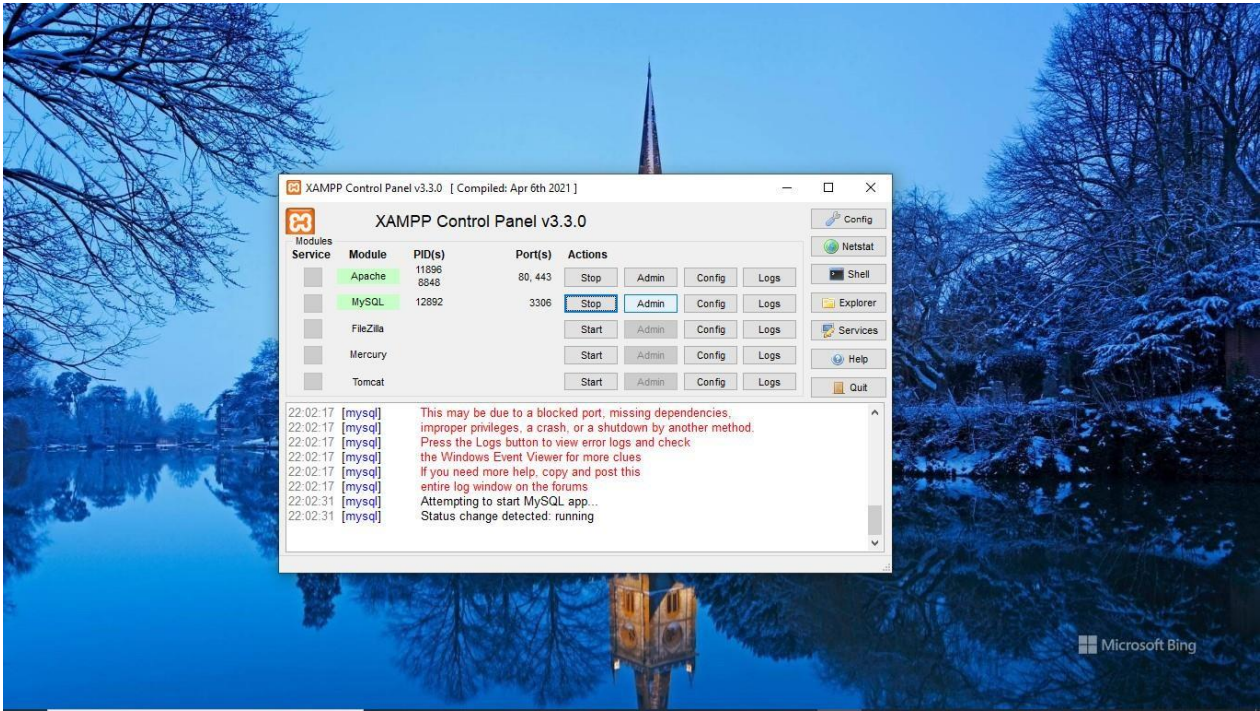 XAMPP Control Panel v3.3.0 [ Compiled: Apr 6th 2021 ]
XAMPP Control Panel v3.3.0
Config
Modules
Service Module PID(s) Port(s) Actions
Netstat
Apache 11896 8848 80, 443 Stop Admin Config Logs
Shell
MySQL 12892 3306 Stop Admin Config Logs
Explorer
FileZilla Start Admin Config Logs
Services
Mercury Start Admin Config Logs
Help
Tomcat Start Admin Config Logs
Quit
22:02:17 [mysql] This may be due to a blocked port, missing dependencies,
22:02:17 [mysql] improper privileges, a crash, or a shutdown by another method.
22:02:17 [mysql] Press the Logs button to view error logs and check
22:02:17 [mysql] the Windows Event Viewer for more clues
22:02:17 [mysql] If you need more help, copy and post this
22:02:17 [mysql] entire log window on the forums
22:02:31 [mysql] Attempting to start MySQL app...
22:02:31 [mysql] Status change detected: running
Microsoft Bing